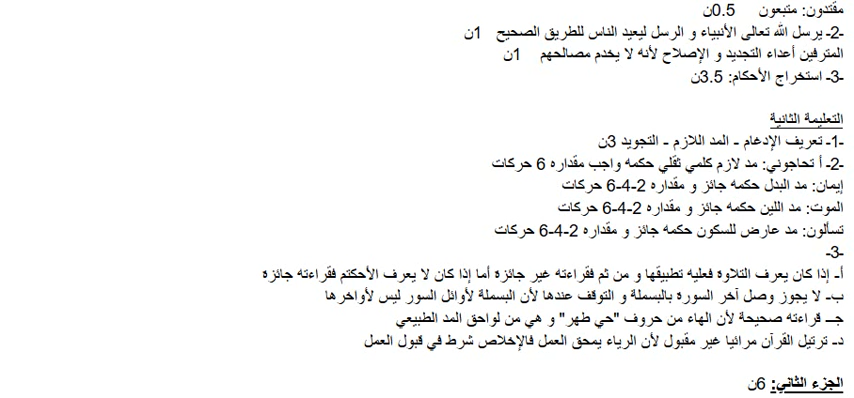 مقتدون: متبعون 0.5ن
-2- يرسل الله تعالى الأنبياء و الرسل ليعيد الناس للطريق الصحيح 1ن
المترفين أعداء التجديد و الإصلاح لأنه لا يخدم مصالحهم 1ن
-3- استخراج الأحكام: 3.5ن
التعليمة الثانية
-1- تعريف الإدغام - المد اللازم - التجويد 3ن
-2- أ تحاجوني: مد لازم كلمي ثقلي حكمه واجب مقداره 6 حركات
إيمان: مد البدل حكمه جائز و مقداره 2-4-6 حركات
الموت: مد اللين حكمه جائز و مقداره 2-4-6 حركات
تسألون: مد عارض للسكون حكمه جائز و مقداره 2-4-6 حركات
-3-
أ- إذا كان يعرف التلاوة فعليه تطبيقها و من ثم فقراءته غير جائزة أما إذا كان لا يعرف الأحكتم فقراءته جائزة
ب- لا يجوز وصل آخر السورة بالبسملة و التوقف عندها لأن البسملة لأوائل السور ليس لأواخرها
جـ- قراءته صحيحة لأن الهاء من حروف "حي طهر" و هي من لواحق المد الطبيعي
د- ترتيل القرآن مرائيا غير مقبول لأن الرياء يمحق العمل فالإخلاص شرط في قبول العمل
الجزء الثاني: 6ن